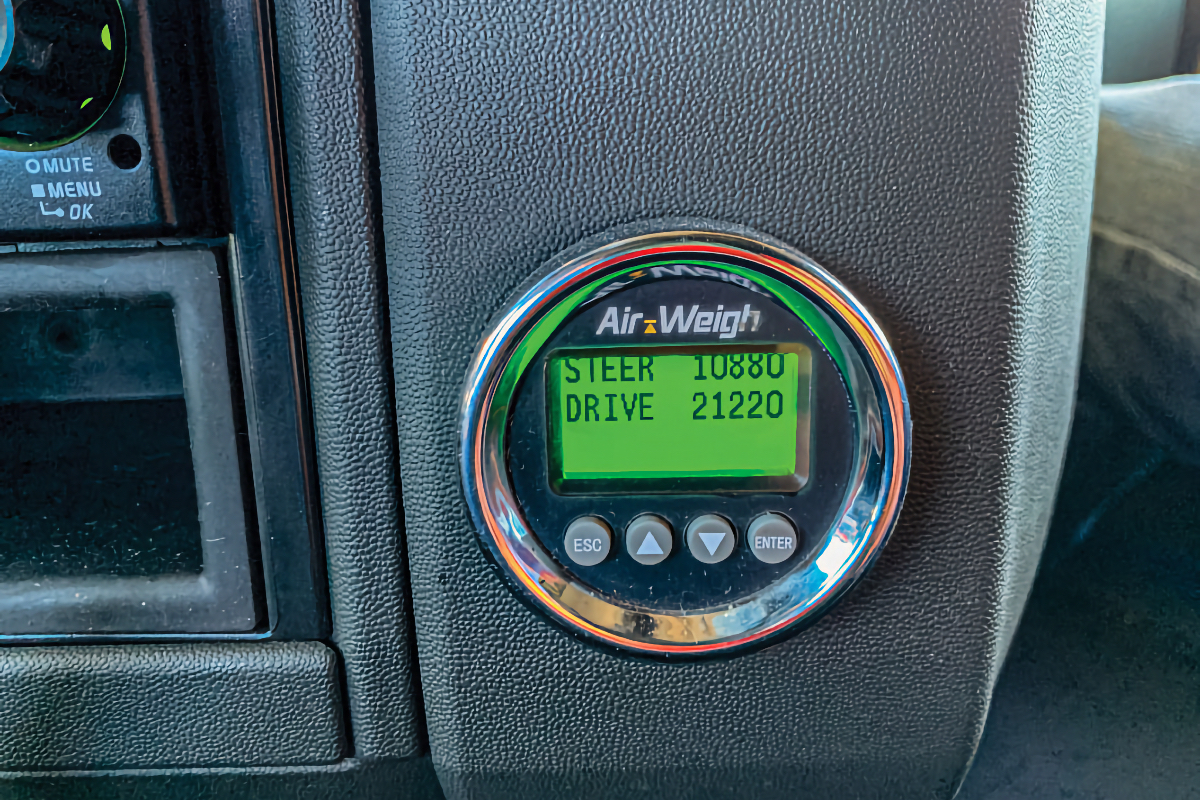 MUTE
MENU
OK
Air-Weigh
STEER 10880
DRIVE 21220
ESC
ENTER